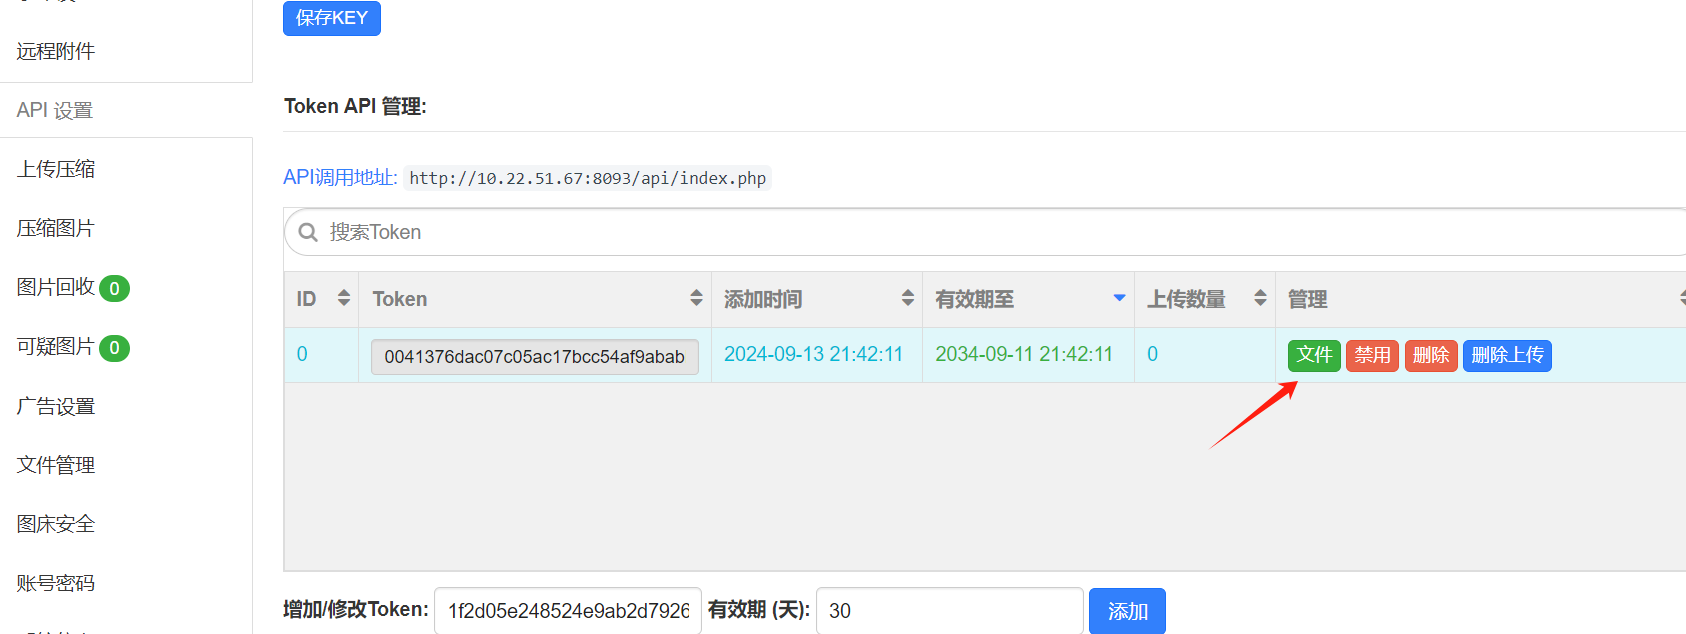 保存KEY
远程附件
API 设置
上传压缩
压缩图片
图片回收 0
可疑图片 0
广告设置
文件管理
图床安全
账号密码
Token API 管理:
API调用地址: http://10.22.51.67:8093/api/index.php
搜索Token
ID Token 添加时间 有效期至 上传数量 管理
0 0041376dac07c05ac17bcc54af9abab 2024-09-13 21:42:11 2034-09-11 21:42:11 0 文件 禁用 删除 删除上传
增加/修改Token: 1f2d05e248524e9ab2d7926 有效期 (天): 30 添加